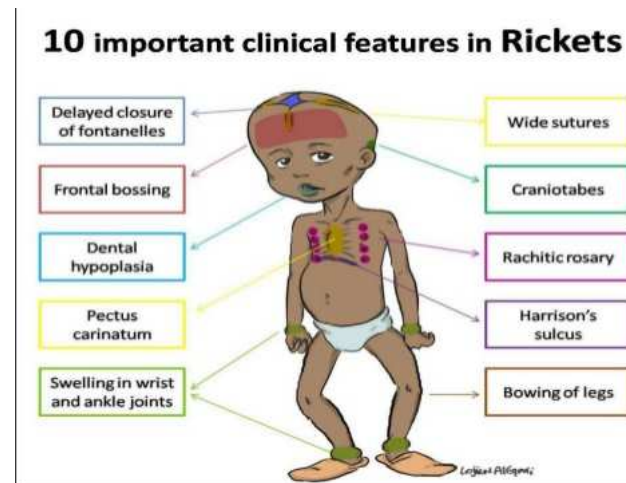 10 important clinical features in Rickets
Delayed closure
of fontanelles
Frontal bossing
Dental
hypoplasia
Pectus
carinatum
Swelling in wrist
and ankle joints
Wide sutures
Craniotabes
Rachitic rosary
Harrison's
sulcus
Bowing of legs